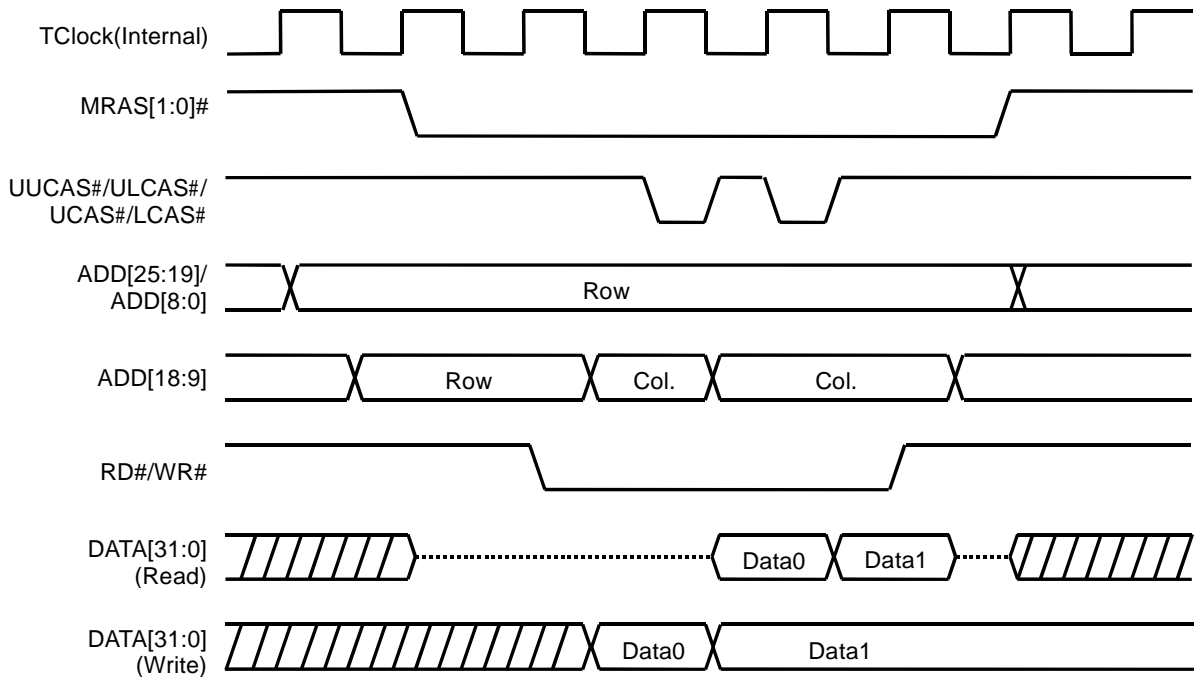 TClock(Internal)
MRAS[1:0]#
UUCAS#/ULCAS#/
UCAS#/LCAS#
ADD[25:19]/
ADD[8:0]
Row
ADD[18:9]
Row
Col.
Col.
RD#/WR#
DATA[31:0]
(Read)
Data0
Data1
DATA[31:0]
(Write)
Data0
Data1